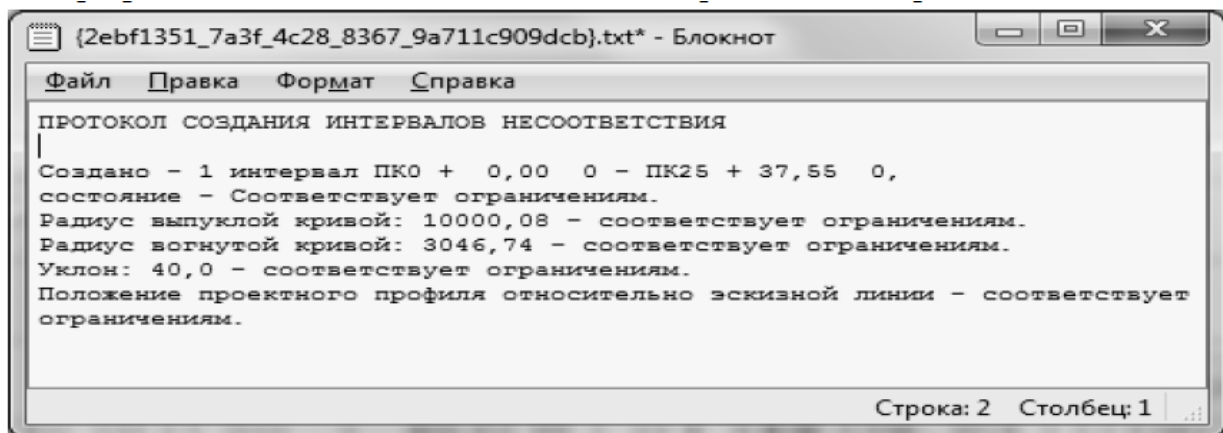 {2ebf1351_7a3f_4c28_8367_9a711c909dcb}.txt* - Блокнот
Файл Правка Формат Справка
ПРОТОКОЛ СОЗДАНИЯ ИНТЕРВАЛОВ НЕСООТВЕТСТВИЯ
Создано – 1 интервал ПК0 + 0,00 0 – ПК25 + 37,55 0,
состояние – Соответствует ограничениям.
Радиус выпуклой кривой: 10000,08 – соответствует ограничениям.
Радиус вогнутой кривой: 3046,74 – соответствует ограничениям.
Уклон: 40,0 – соответствует ограничениям.
Положение проектного профиля относительно эскизной линии – соответствует
ограничениям.
Строка: 2 Столбец: 1